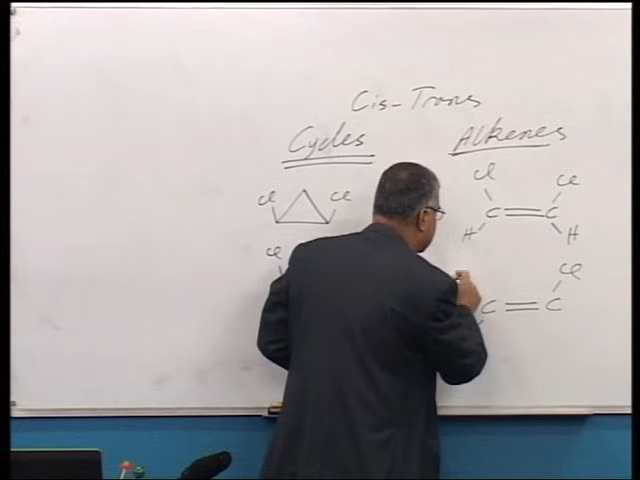 Cis-Trans
Cycles Alkenes
Cl Cl Cl Cl
C C
H H
Cl Cl
C C